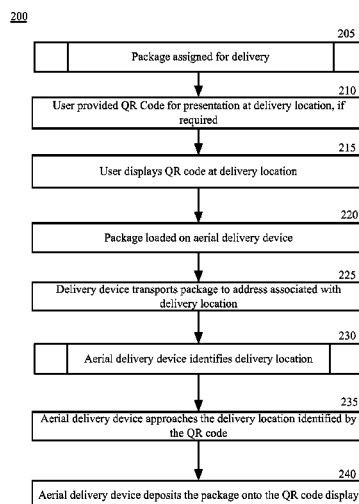 200
205
Package assigned for delivery
210
User provided QR Code for presentation at delivery location, if
required
215
User displays QR code at delivery location
220
Package loaded on aerial delivery device
225
Delivery device transports package to address associated with
delivery location
230
Aerial delivery device identifies delivery location
235
Aerial delivery device approaches the delivery location identified by
the QR code
240
Aerial delivery device deposits the package onto the QR code display